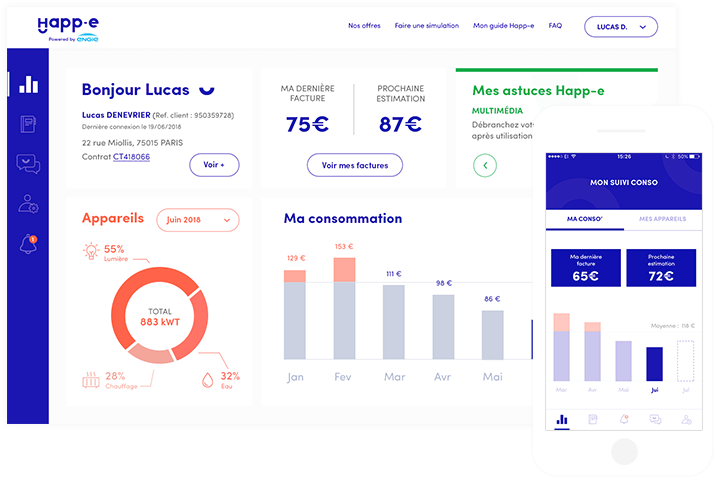 Happ-e
Powered by ENGIE
Nos offres
Faire une simulation
Mon guide Happ-e
FAQ
LUCAS D.
Bonjour Lucas
Lucas DENEVRIER (Ref. client : 950359728)
Dernière connexion le 19/06/2018
22 rue Miollis, 75015 PARIS
Contrat CT418066
Voir +
MA DERNIÈRE
FACTURE
75€
PROCHAINE
ESTIMATION
87€
Voir mes factures
Mes astuces Happ-e
MULTIMÉDIA
Débranchez vot
après utilisation
Appareils
Juin 2018
55%
Lumière
TOTAL
883 kWT
28%
Chauffage
32%
Eau
Ma consommation
129 €
153 €
111 €
98 €
86 €
Jan
Fev
Mar
Avr
Mai
1
15:26
50%
MON SUIVI CONSO
MA CONSO'
MES APPAREILS
Ma dernière
facture
65€
Prochaine
estimation
72€
Moyenne : 118 €
Mar
Avr
Mai
Jui
Jul